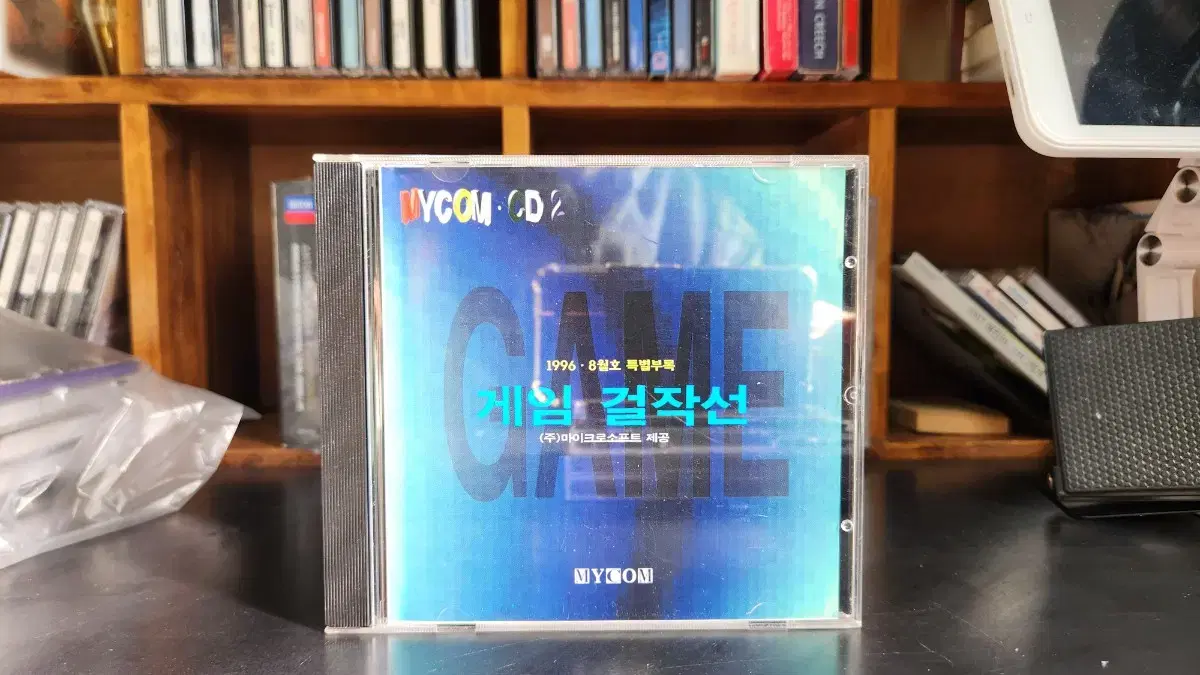 MYCOM · CD 2
GAME
1996 · 8월호 특별부록
게임 걸작선
(주)마이크로소프트 제공
MYCOM